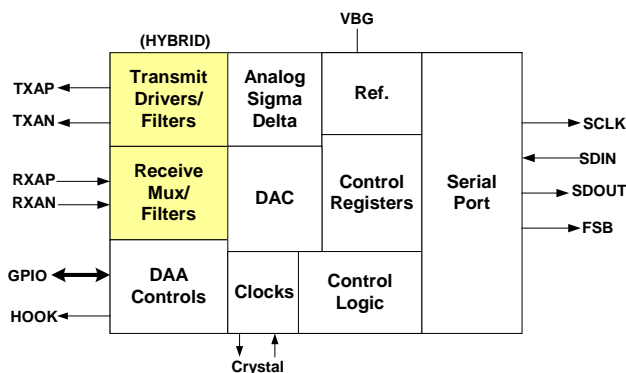 (HYBRID)
VBG
TXAP
TXAN
RXAP
RXAN
GPIO
HOOK
Transmit
Drivers/
Filters
Analog
Sigma
Delta
Ref.
Receive
Mux/
Filters
DAC
Control
Registers
Serial
Port
DAA
Controls
Clocks
Control
Logic
SCLK
SDIN
SDOUT
FSB
Crystal